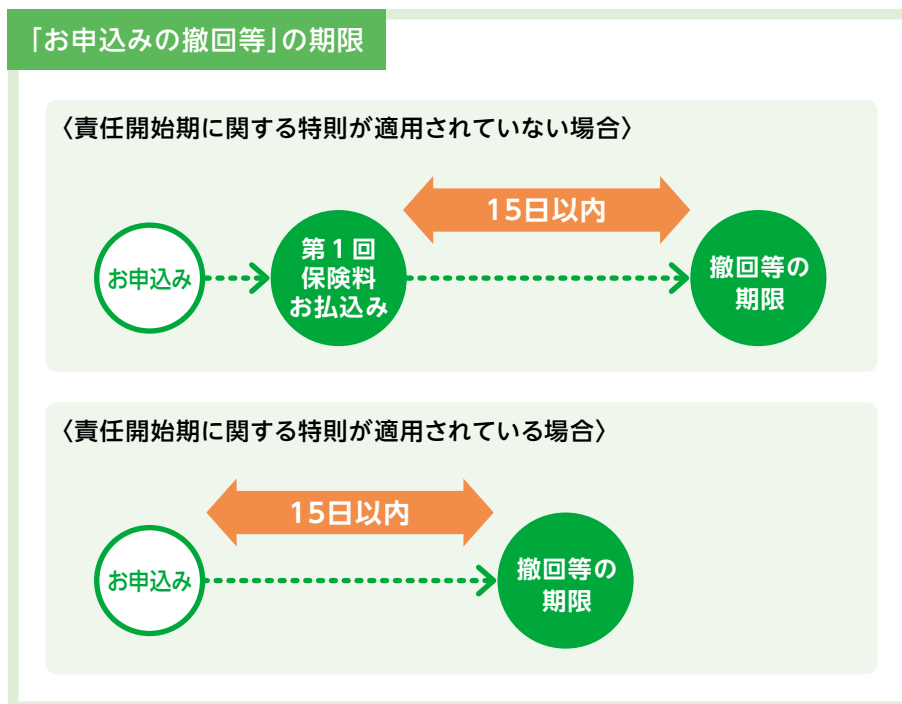 「お申込みの撤回等」の期限
〈責任開始期に関する特則が適用されていない場合〉
15日以内
お申込み
第1回
保険料
お払込み
撤回等の
期限
〈責任開始期に関する特則が適用されている場合〉
15日以内
お申込み
撤回等の
期限